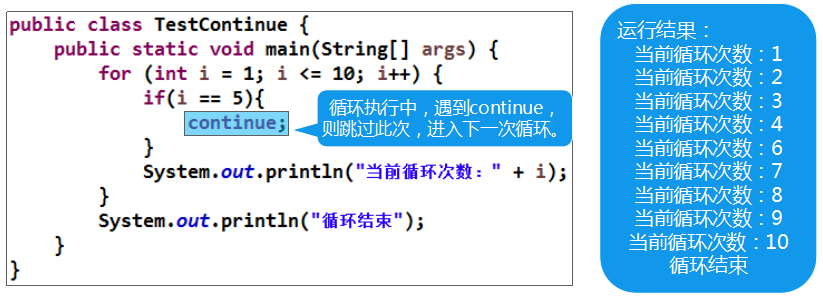 public class TestContinue {
public static void main(String[] args) {
for (int i = 1; i <= 10; i++) {
if(i == 5){
continue;
}
System.out.println("当前循环次数：" + i);
}
System.out.println("循环结束");
}
}
循环执行中，遇到continue，
则跳过此次，进入下一次循环。
运行结果：
当前循环次数：1
当前循环次数：2
当前循环次数：3
当前循环次数：4
当前循环次数：6
当前循环次数：7
当前循环次数：8
当前循环次数：9
当前循环次数：10
循环结束